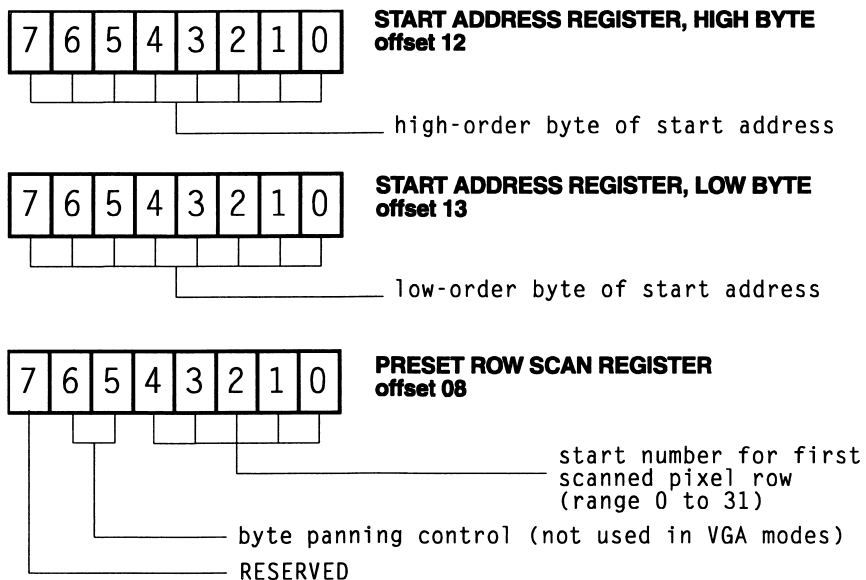 7 6 5 4 3 2 1 0
START ADDRESS REGISTER, HIGH BYTE
offset 12
high-order byte of start address
7 6 5 4 3 2 1 0
START ADDRESS REGISTER, LOW BYTE
offset 13
low-order byte of start address
7 6 5 4 3 2 1 0
PRESET ROW SCAN REGISTER
offset 08
start number for first
scanned pixel row
(range 0 to 31)
byte panning control (not used in VGA modes)
RESERVED